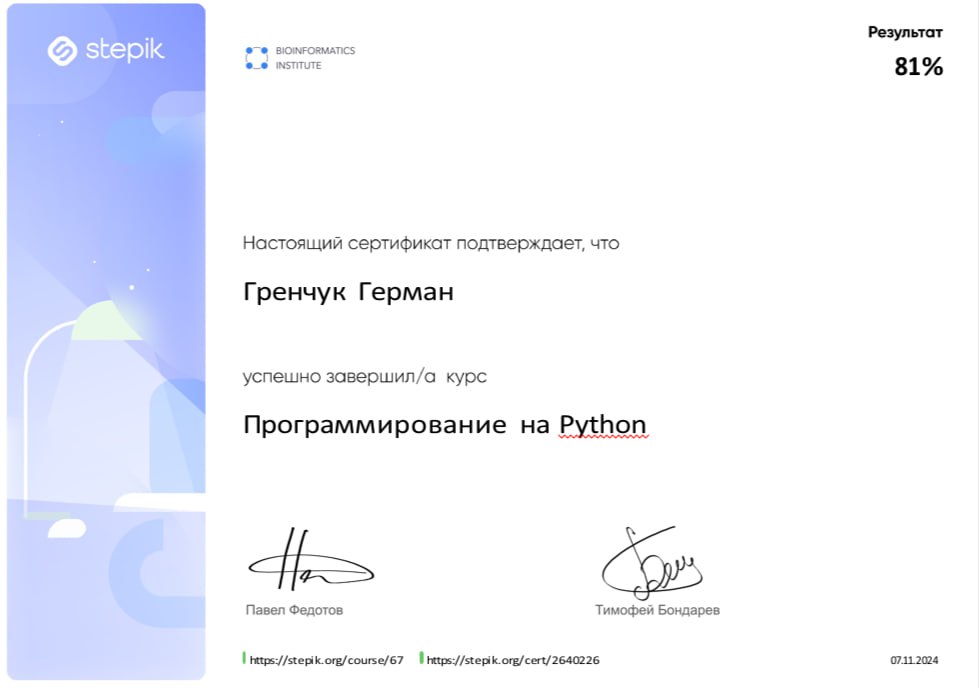 stepik
BIOINFORMATICS
INSTITUTE
Результат
81%
Настоящий сертификат подтверждает, что
Гренчук Герман
успешно завершил/а курс
Программирование на Python
Павел Федотов
Тимофей Бондарев
https://stepik.org/course/67
https://stepik.org/cert/2640226
07.11.2024